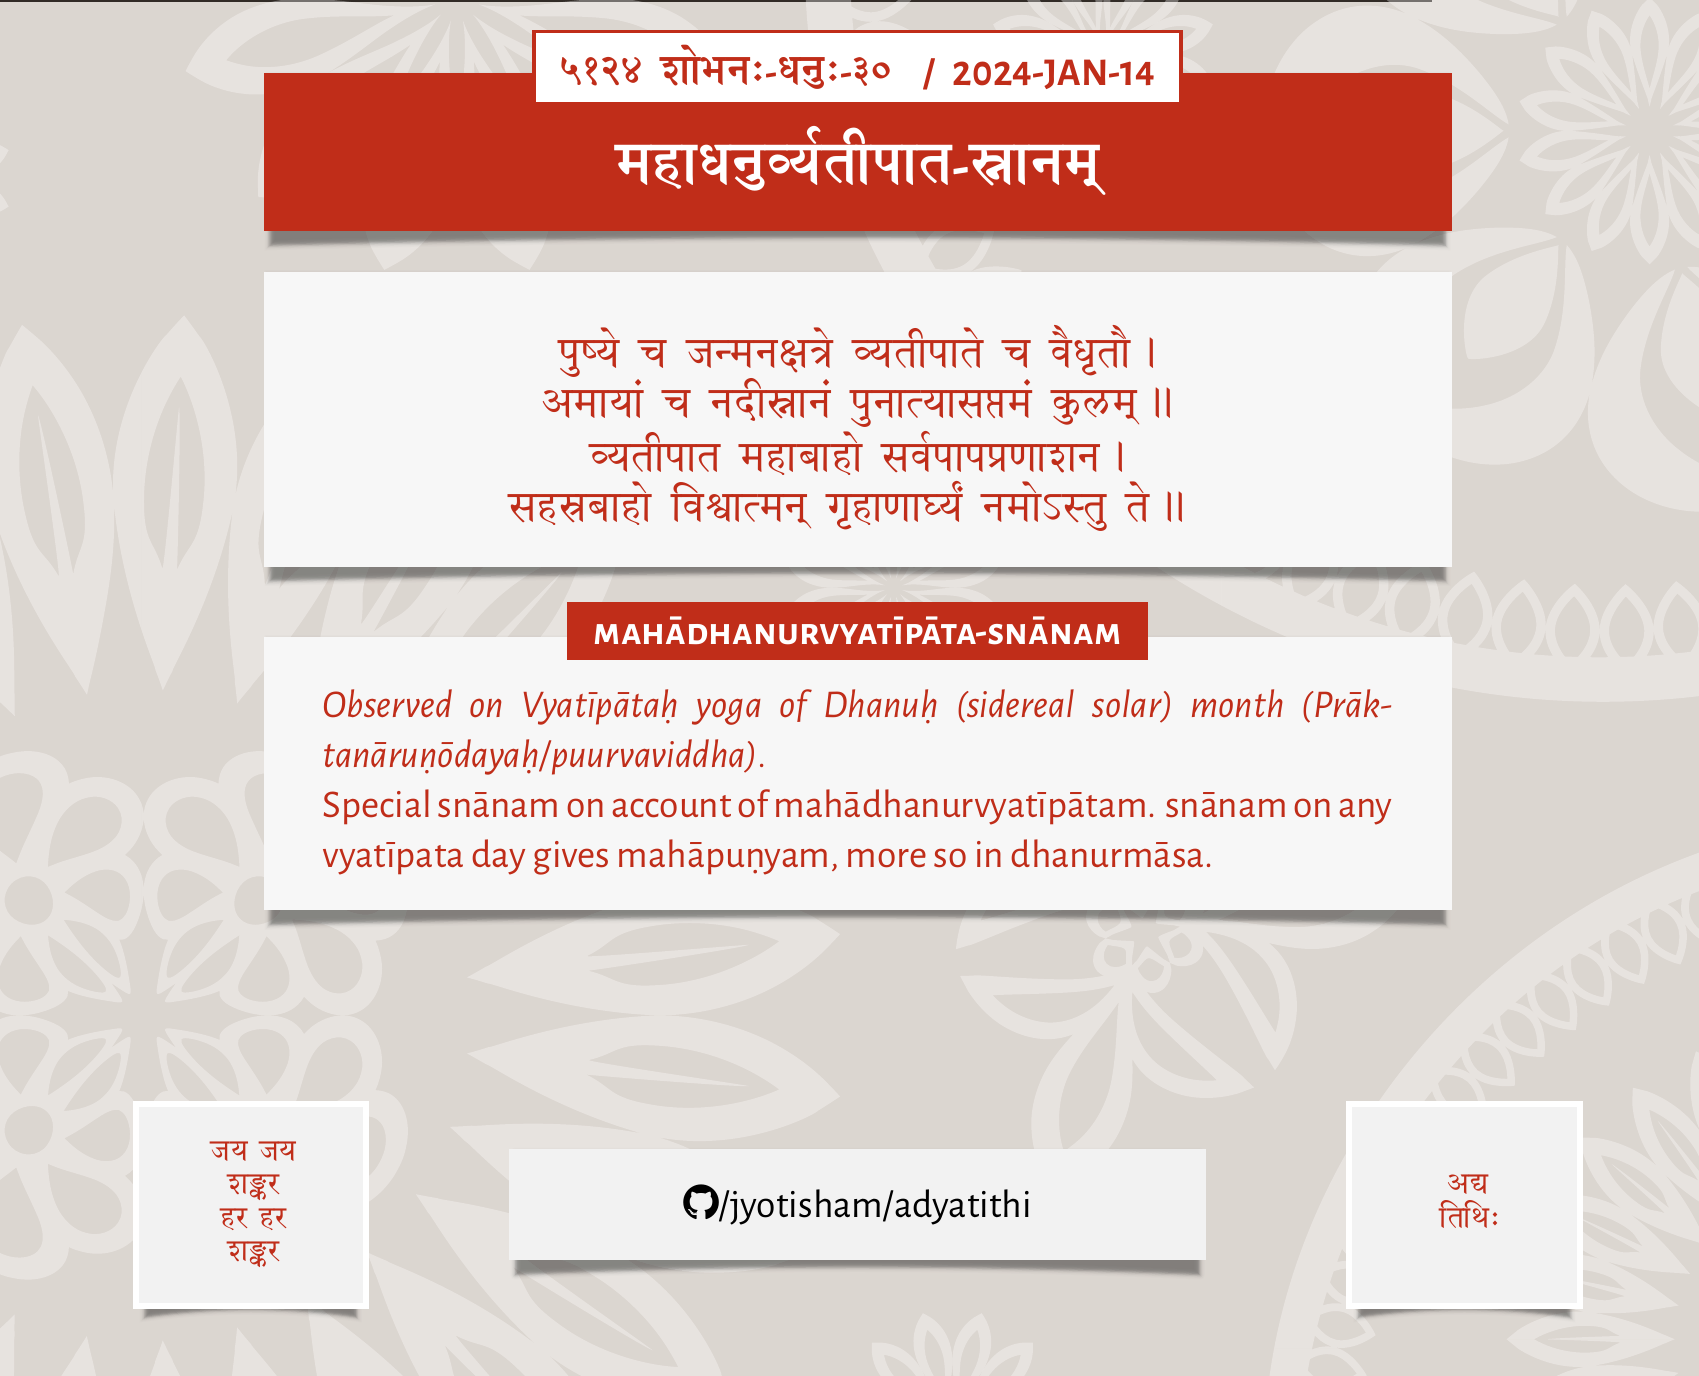 ५१२४ शोभनः-धनुः-३० / 2024-JAN-14
महाधनुर्व्यतीपात-स्नानम्
पुष्ये च जन्मनक्षत्रे व्यतीपाते च वैधृतौ ।
अमायां च नदीस्नानं पुनात्यासप्तमं कुलम् ॥
व्यतीपात महाबाहो सर्वपापप्रणाशन ।
सहस्रबाहो विश्वात्मन् गृहाणार्घ्यं नमोऽस्तु ते ॥
MAHĀDHANURVYATĪPĀTA-SNĀNAM
Observed on Vyatīpātaḥ yoga of Dhanuḥ (sidereal solar) month (Prāk-
tanāruṇōdayaḥ/puurvaviddha).
Special snānam on account of mahādhanurvyatīpātam. snānam on any
vyatīpata day gives mahāpuṇyam, more so in dhanurmāsa.
जय जय
शङ्कर
हर हर
शङ्कर
/jyotisham/adyatithi
अद्य
तिथिः